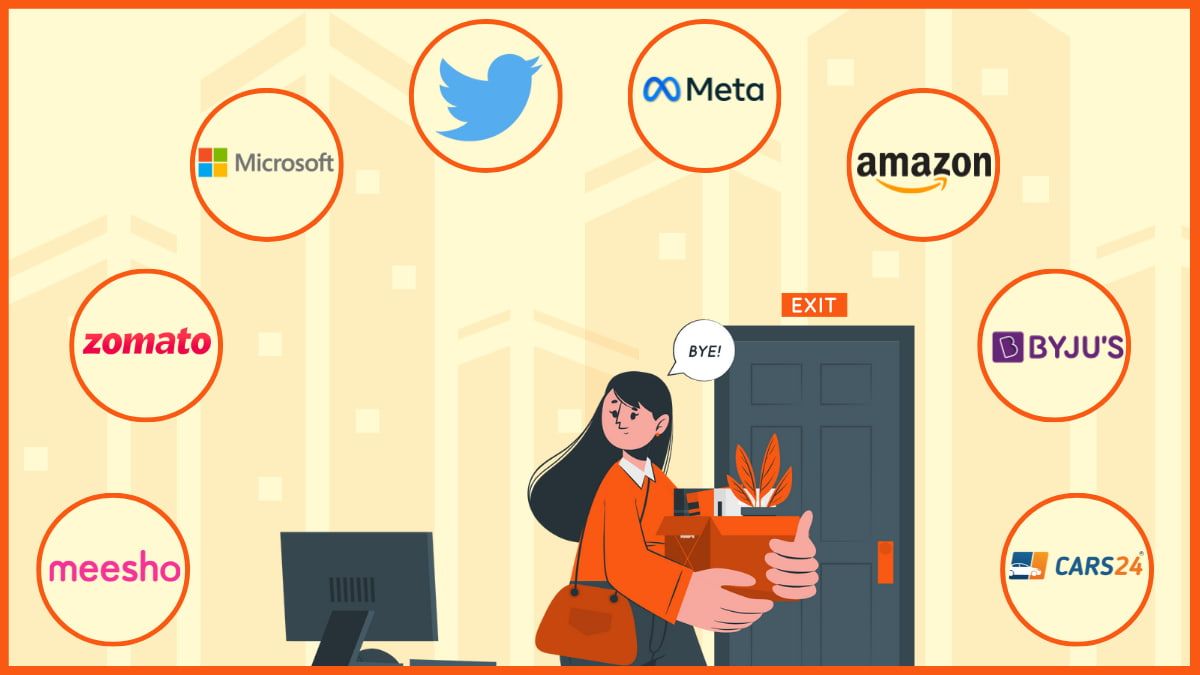 Meta
Microsoft
amazon
EXIT
zomato
BYJU'S
BYE!
meesho
CARS24